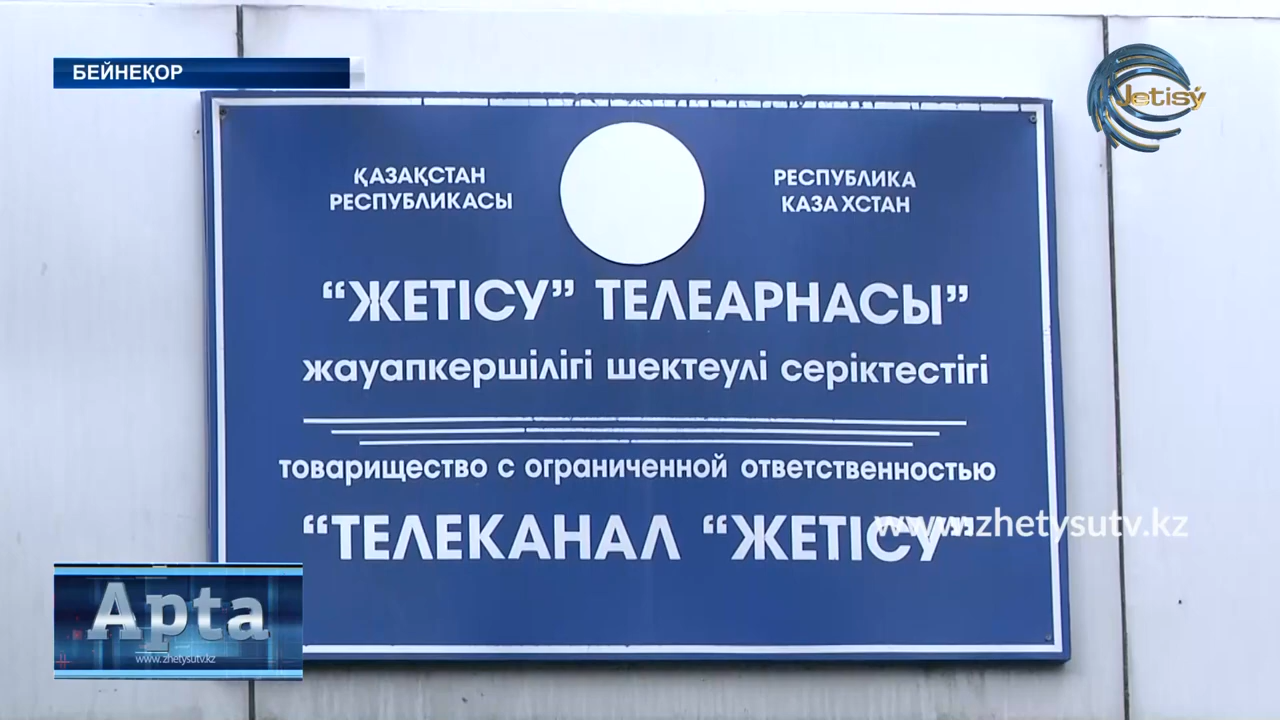 БЕЙНЕҚОР
Jetisý
ҚАЗАҚСТАН
РЕСПУБЛИКАСЫ
РЕСПУБЛИКА
КАЗАХСТАН
“ЖЕТІСУ” ТЕЛЕАРНАСЫ”
жауапкершілігі шектеулі серіктестігі
товарищество с ограниченной ответственностью
“ТЕЛЕКАНАЛ “ЖЕТІСУ”
www.zhetysutv.kz
Apta
www.zhetysutv.kz